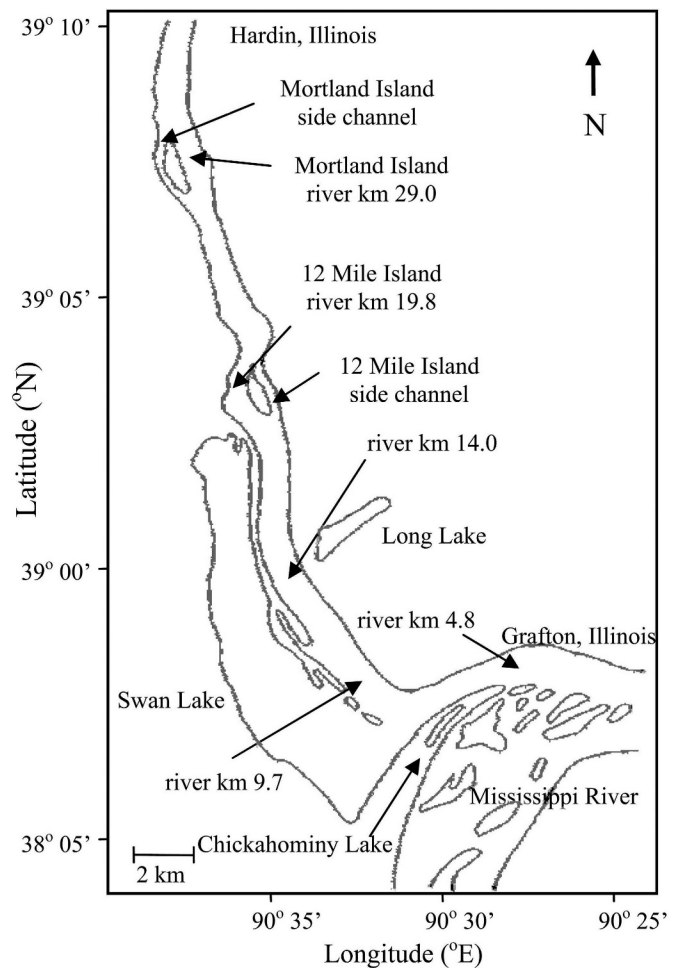 39° 10’
Hardin, Illinois
N
Mortland Island
side channel
Mortland Island
river km 29.0
12 Mile Island
river km 19.8
39° 05’
12 Mile Island
side channel
river km 14.0
Latitude (°N)
Long Lake
39° 00’
river km 4.8
Grafton, Illinois
Swan Lake
river km 9.7
Mississippi River
Chickahominy Lake
38° 05’
2 km
90° 35’
90° 30’
90° 25’
Longitude (°E)